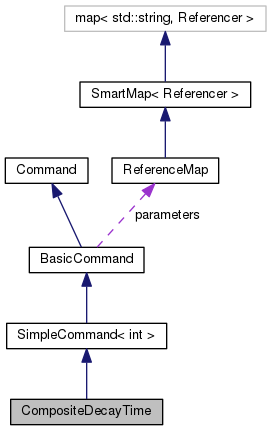 map< std::string, Referencer >
SmartMap< Referencer >
Command
ReferenceMap
parameters
BasicCommand
SimpleCommand< int >
CompositeDecayTime